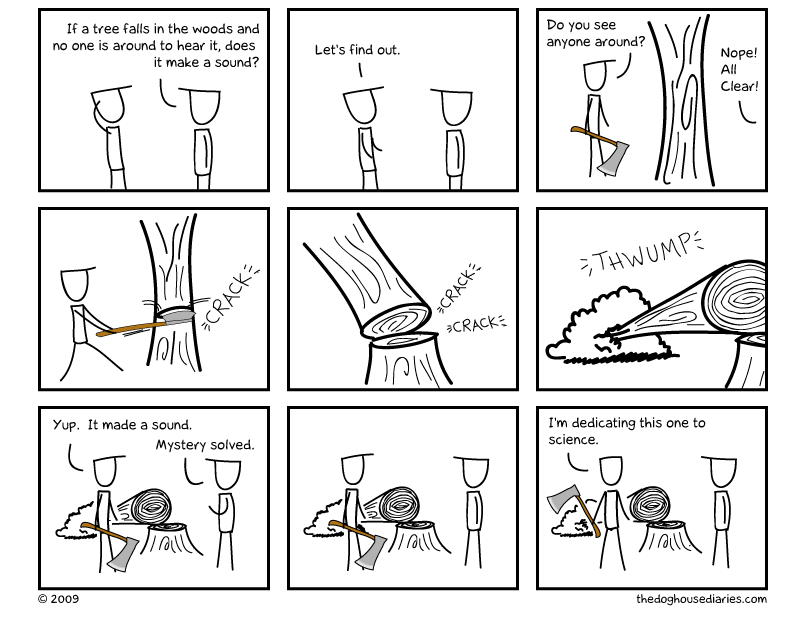 If a tree falls in the woods and
no one is around to hear it, does
it make a sound?
Let's find out.
Do you see
anyone around?
Nope!
All
Clear!
CRACK
CRACK
CRACK
THWUMP
Yup. It made a sound.
Mystery solved.
I'm dedicating this one to
science.
© 2009
thedoghousediaries.com